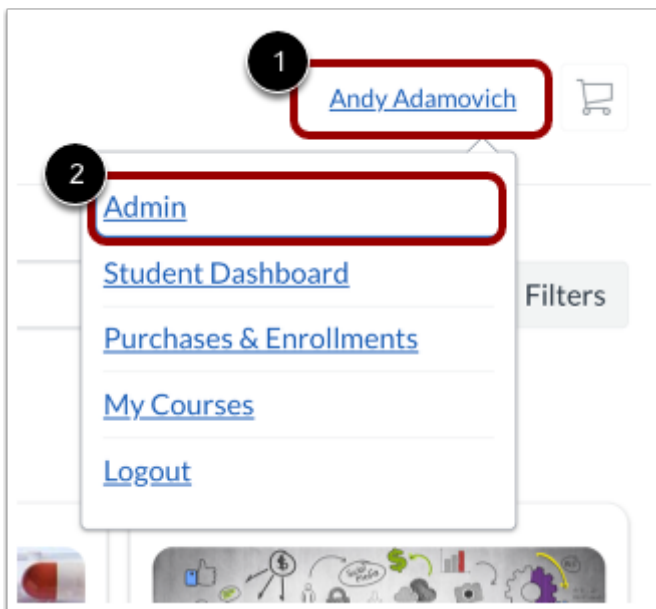 1
Andy Adamovich
2
Admin
Student Dashboard
Filters
Purchases & Enrollments
My Courses
Logout
$
$